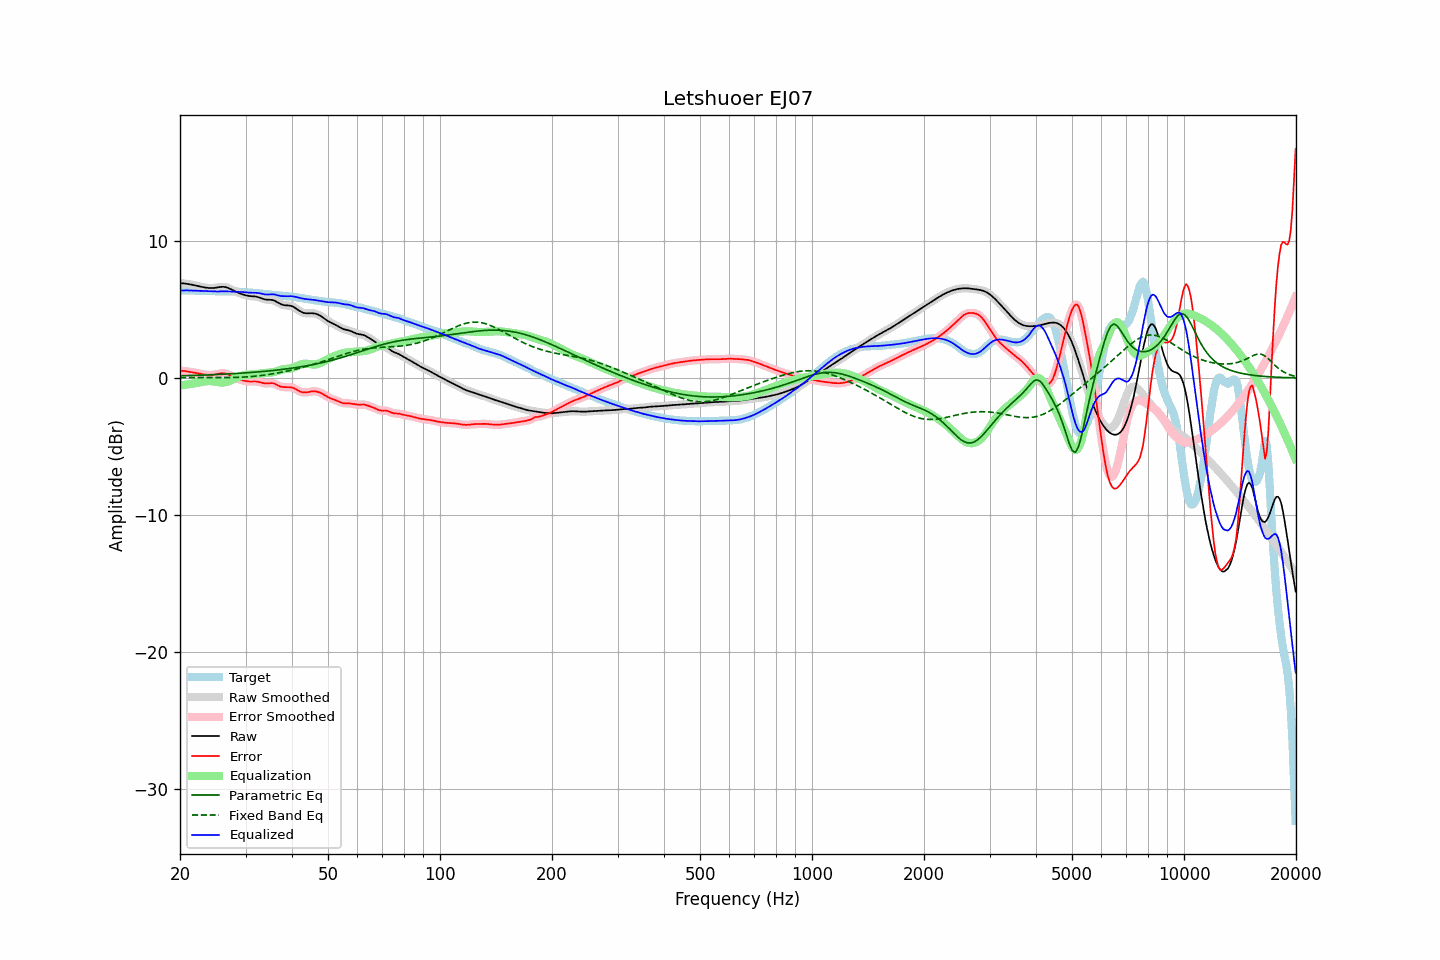 Letshuoer EJ07
Amplitude (dBr)
10
0
−10
−20
−30
Target
Raw Smoothed
Error Smoothed
Raw
Error
Equalization
Parametric Eq
Fixed Band Eq
Equalized
20 50 100 200 500 1000 2000 5000 10000 20000
Frequency (Hz)